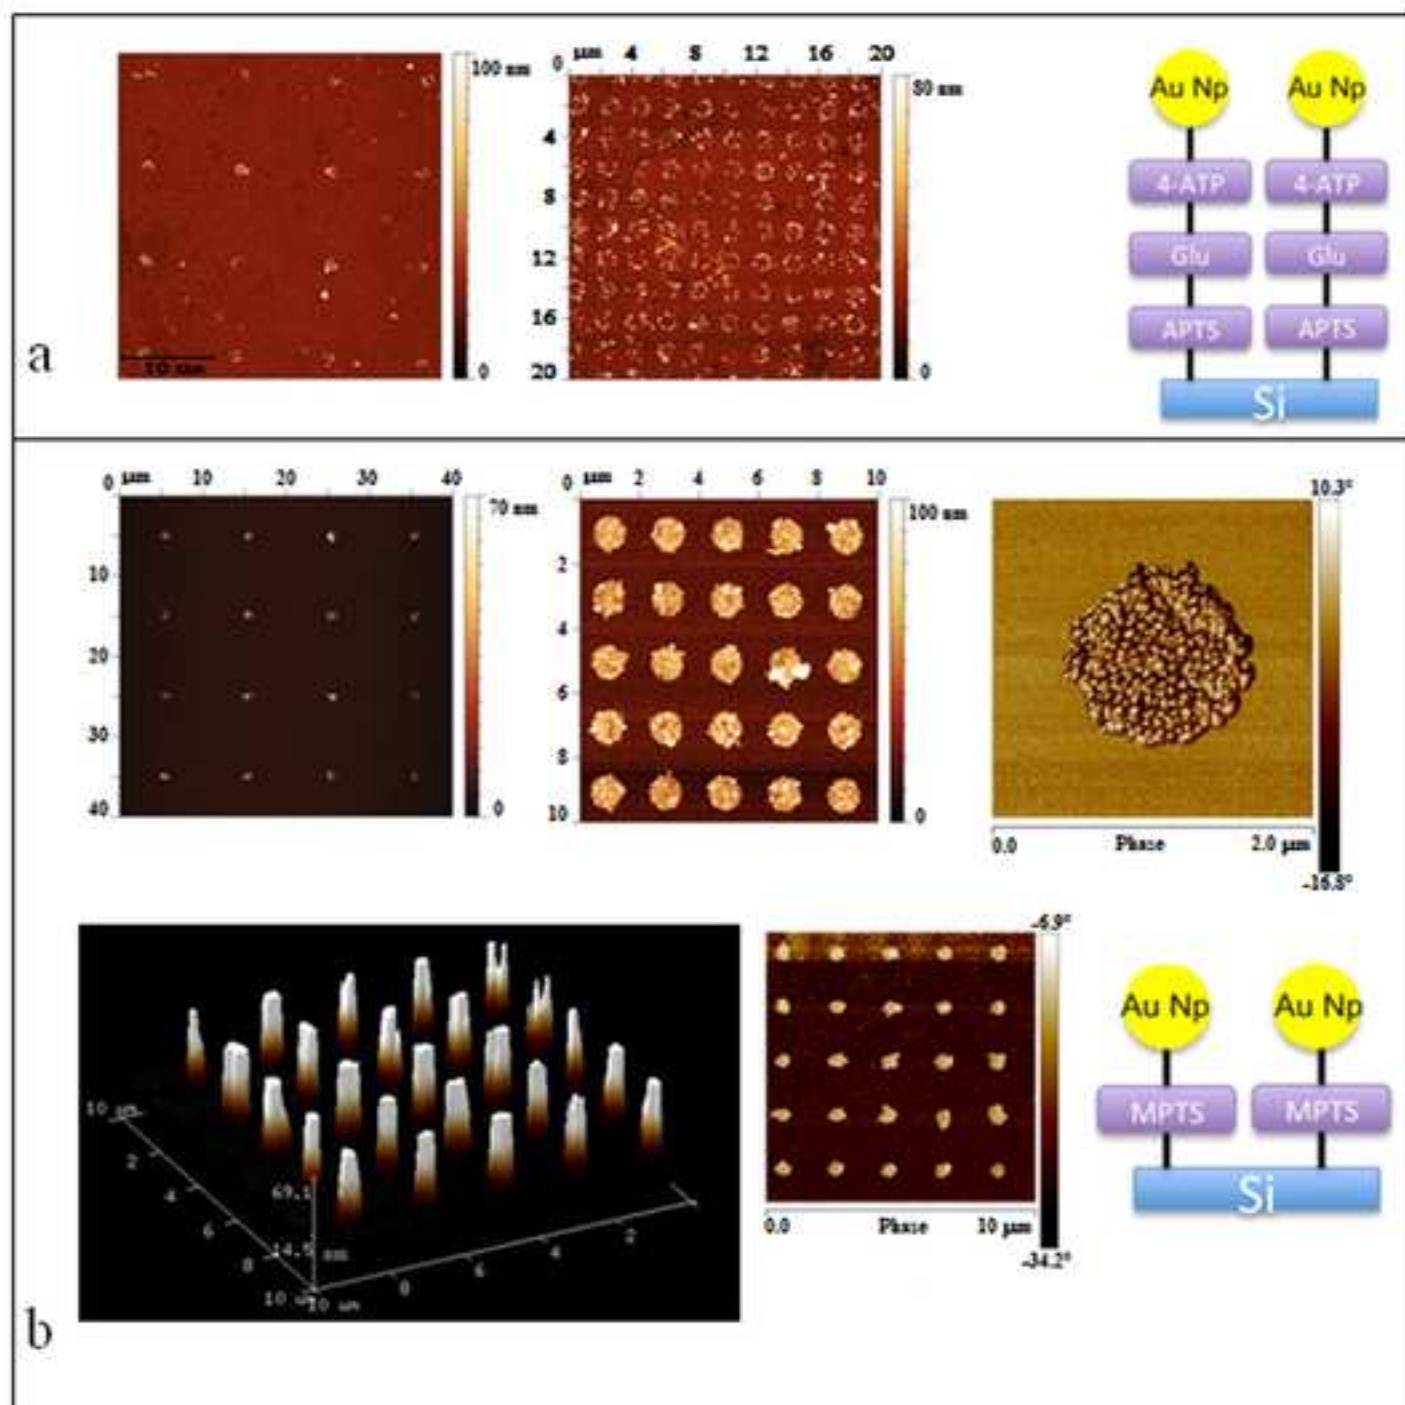 a
100 nm
0
10 um
0 μm 4 8 12 16 20
4
8
12
16
20
80 nm
0
Au Np Au Np
4-ATP 4-ATP
Glu Glu
APTS APTS
Si
b
0 μm 10 20 30 40
10
20
30
40
70 nm
0
0 μm 2 4 6 8 10
2
4
6
8
10
100 nm
0
10.3°
-16.8°
0.0 Phase 2.0 μm
10 um
2
4
6
8
10 um
69.1
14.5 nm
10 um
8
6
4
2
-6.9°
-34.2°
0.0 Phase 10 μm
Au Np Au Np
MPTS MPTS
Si